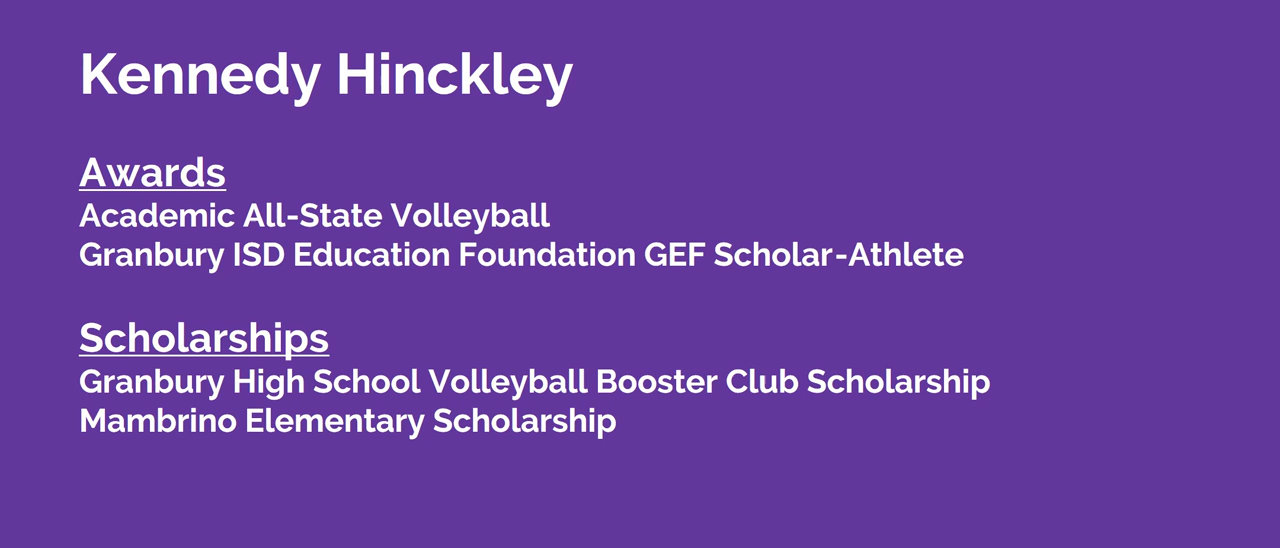 Kennedy Hinckley
Awards
Academic All-State Volleyball
Granbury ISD Education Foundation GEF Scholar-Athlete
Scholarships
Granbury High School Volleyball Booster Club Scholarship
Mambrino Elementary Scholarship